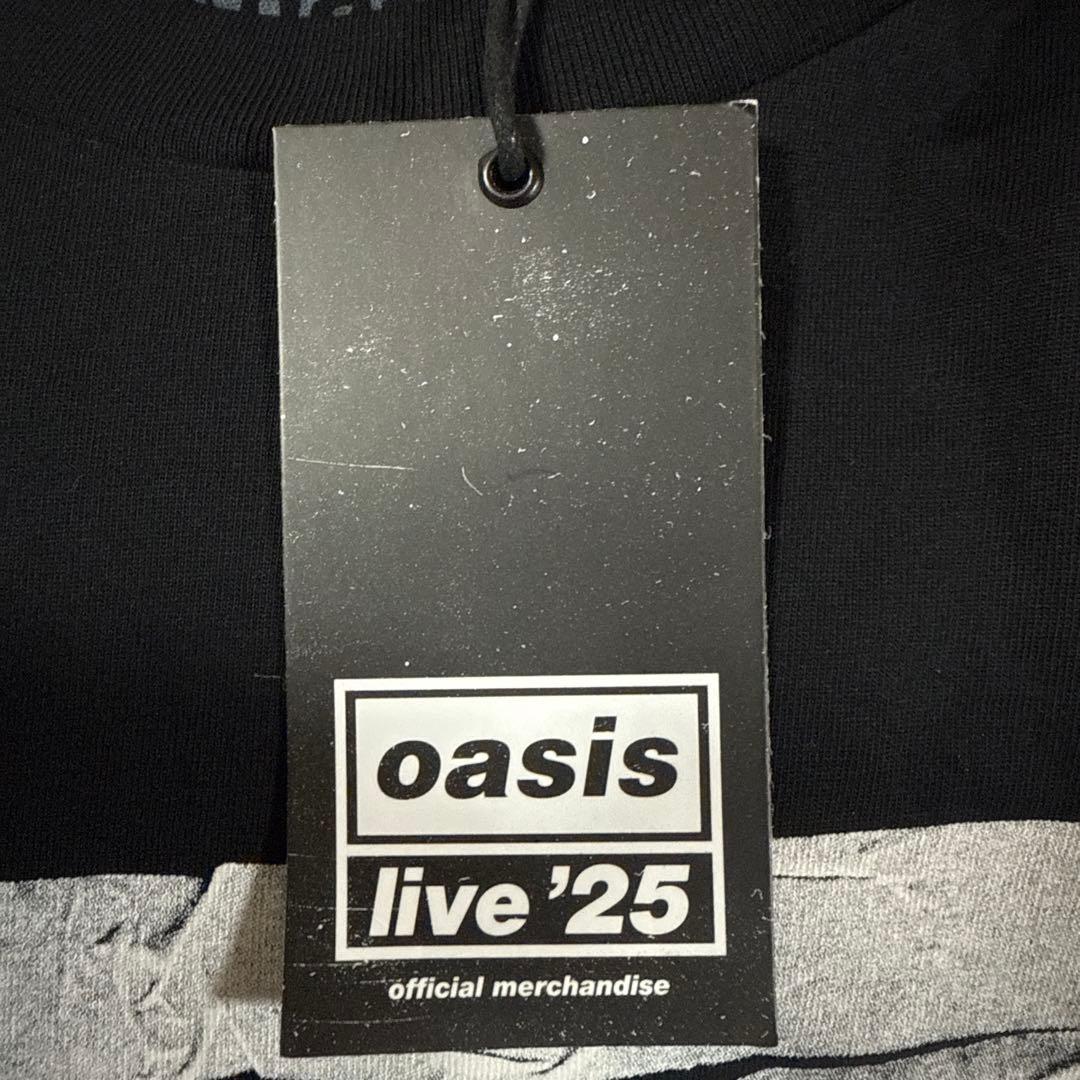 oasis
live ’25
official merchandise